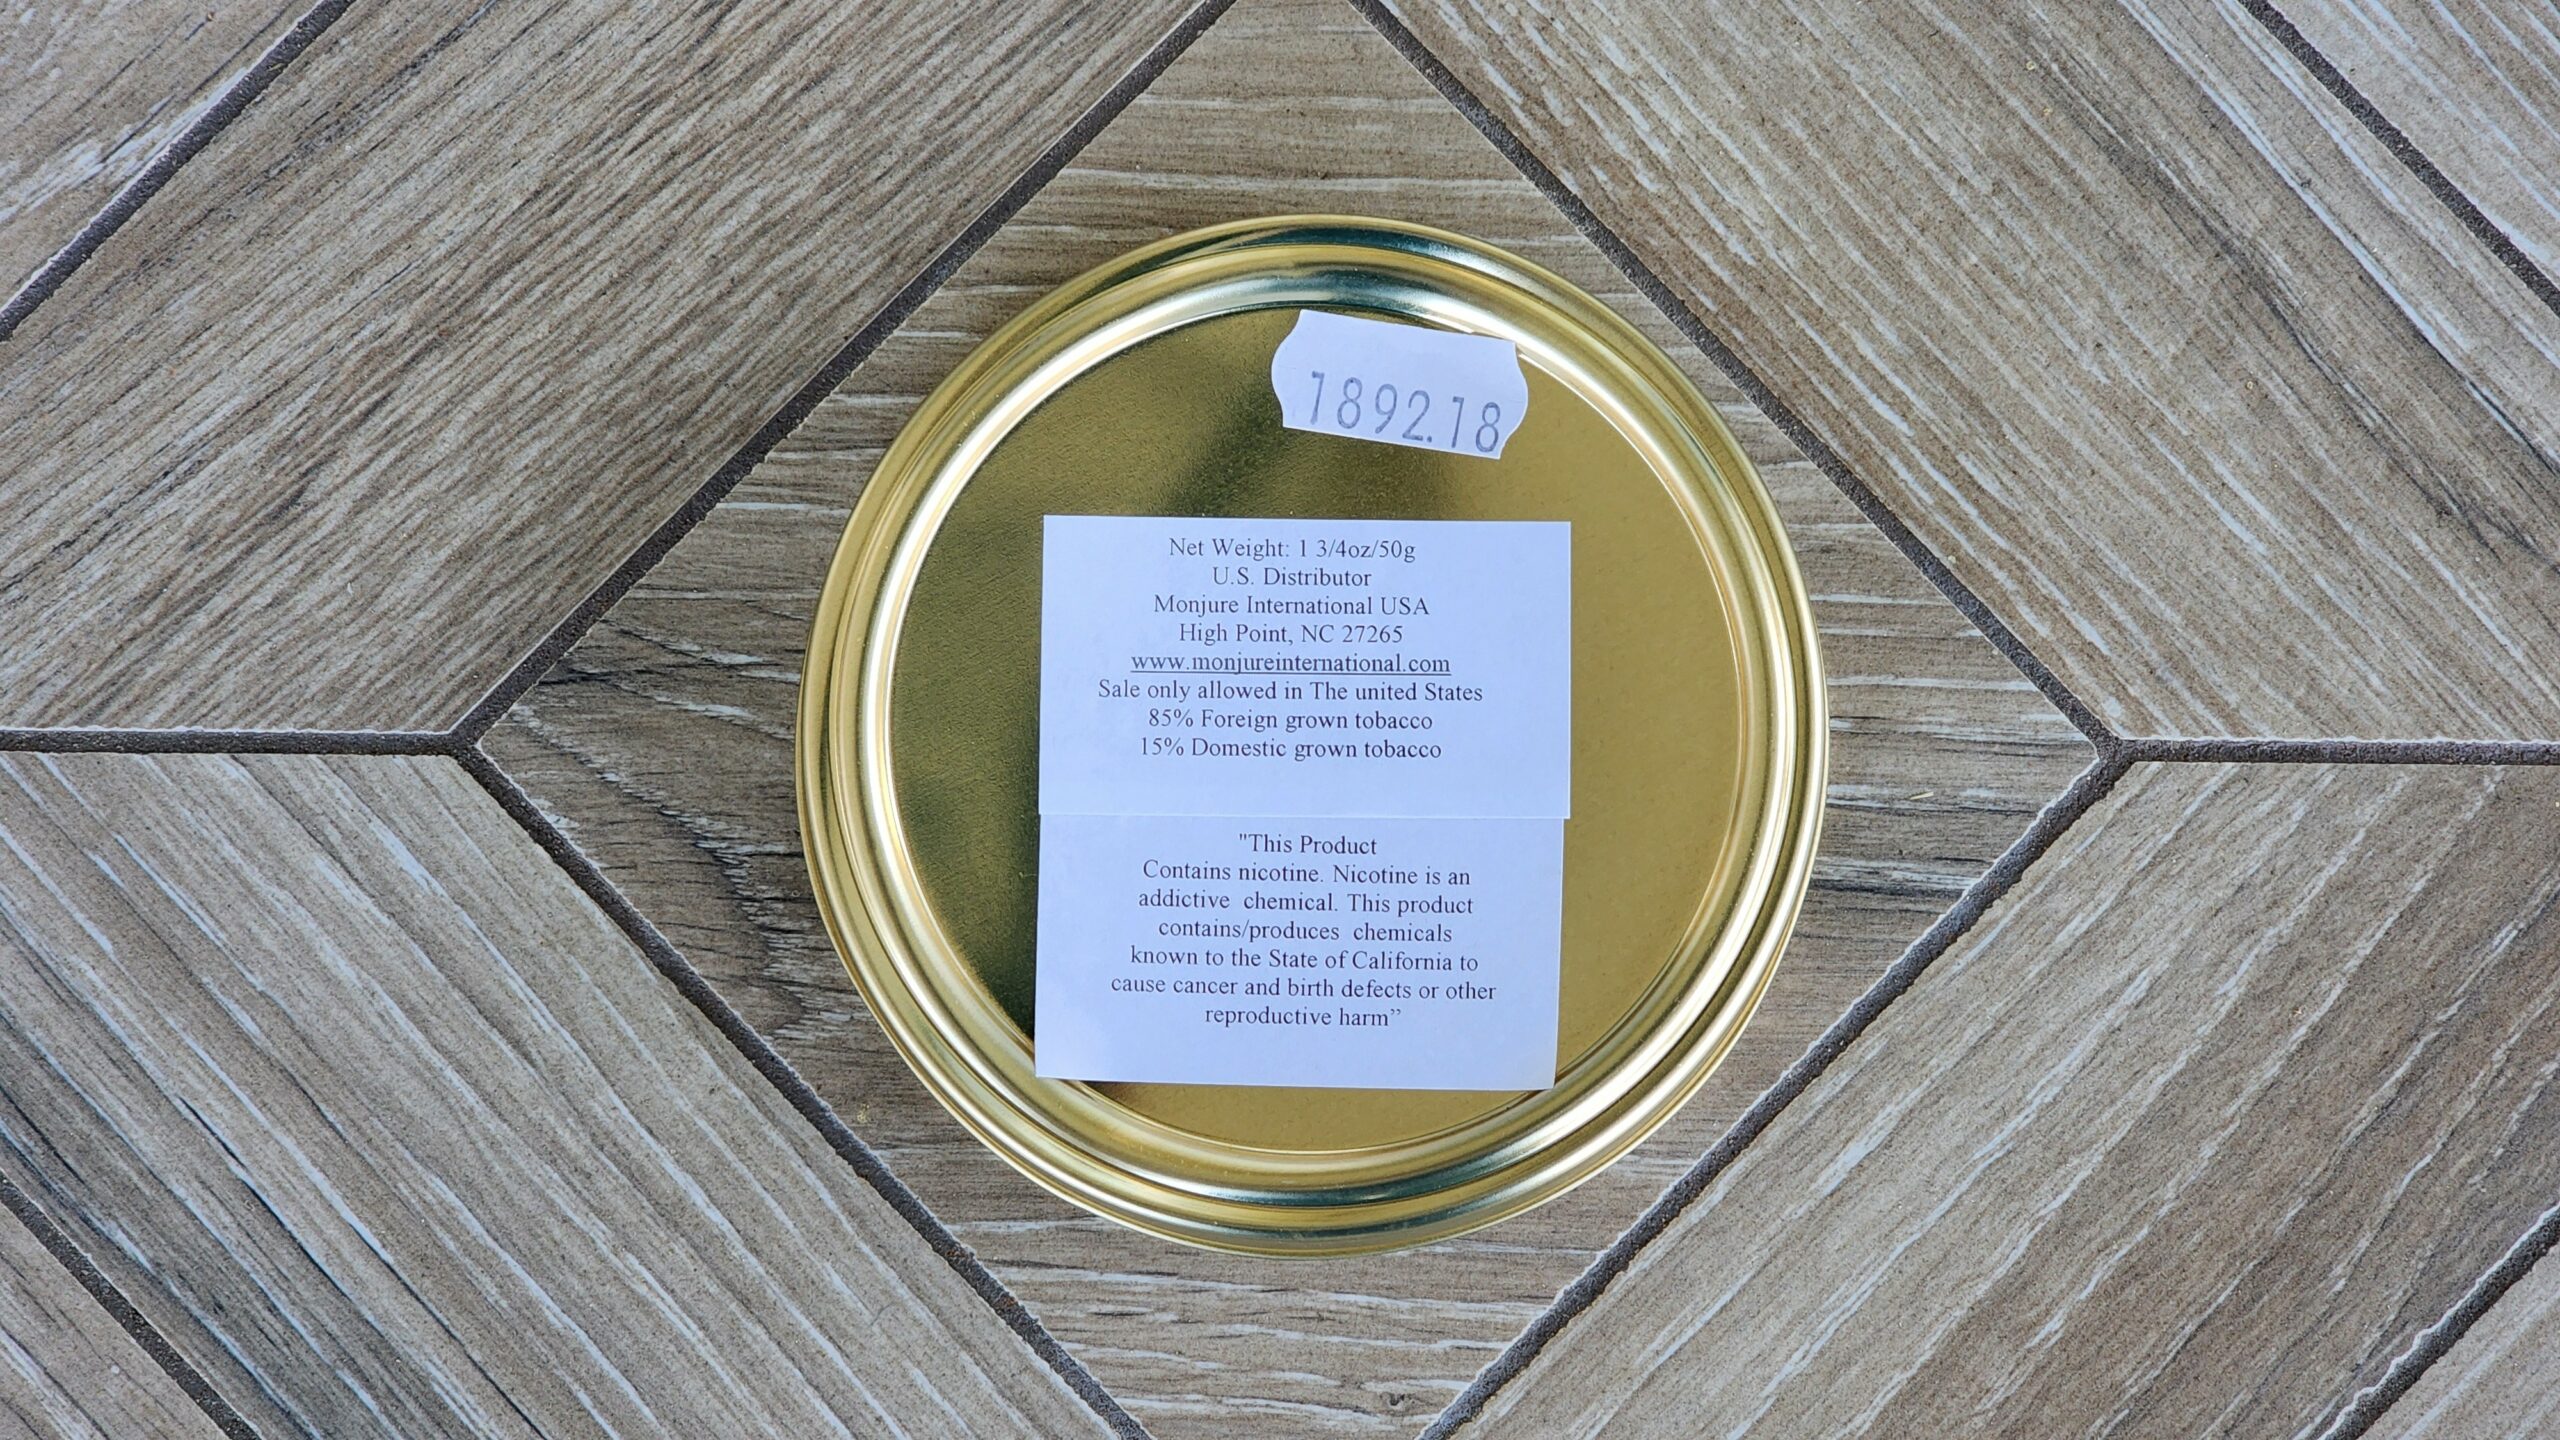 1892.18
Net Weight: 1 3/4oz/50g
U.S. Distributor
Monjure International USA
High Point, NC 27265
www.monjureinternational.com
Sale only allowed in The united States
85% Foreign grown tobacco
15% Domestic grown tobacco
"This Product
Contains nicotine. Nicotine is an
addictive  chemical. This product
contains/produces  chemicals
known to the State of California to
cause cancer and birth defects or other
reproductive harm”